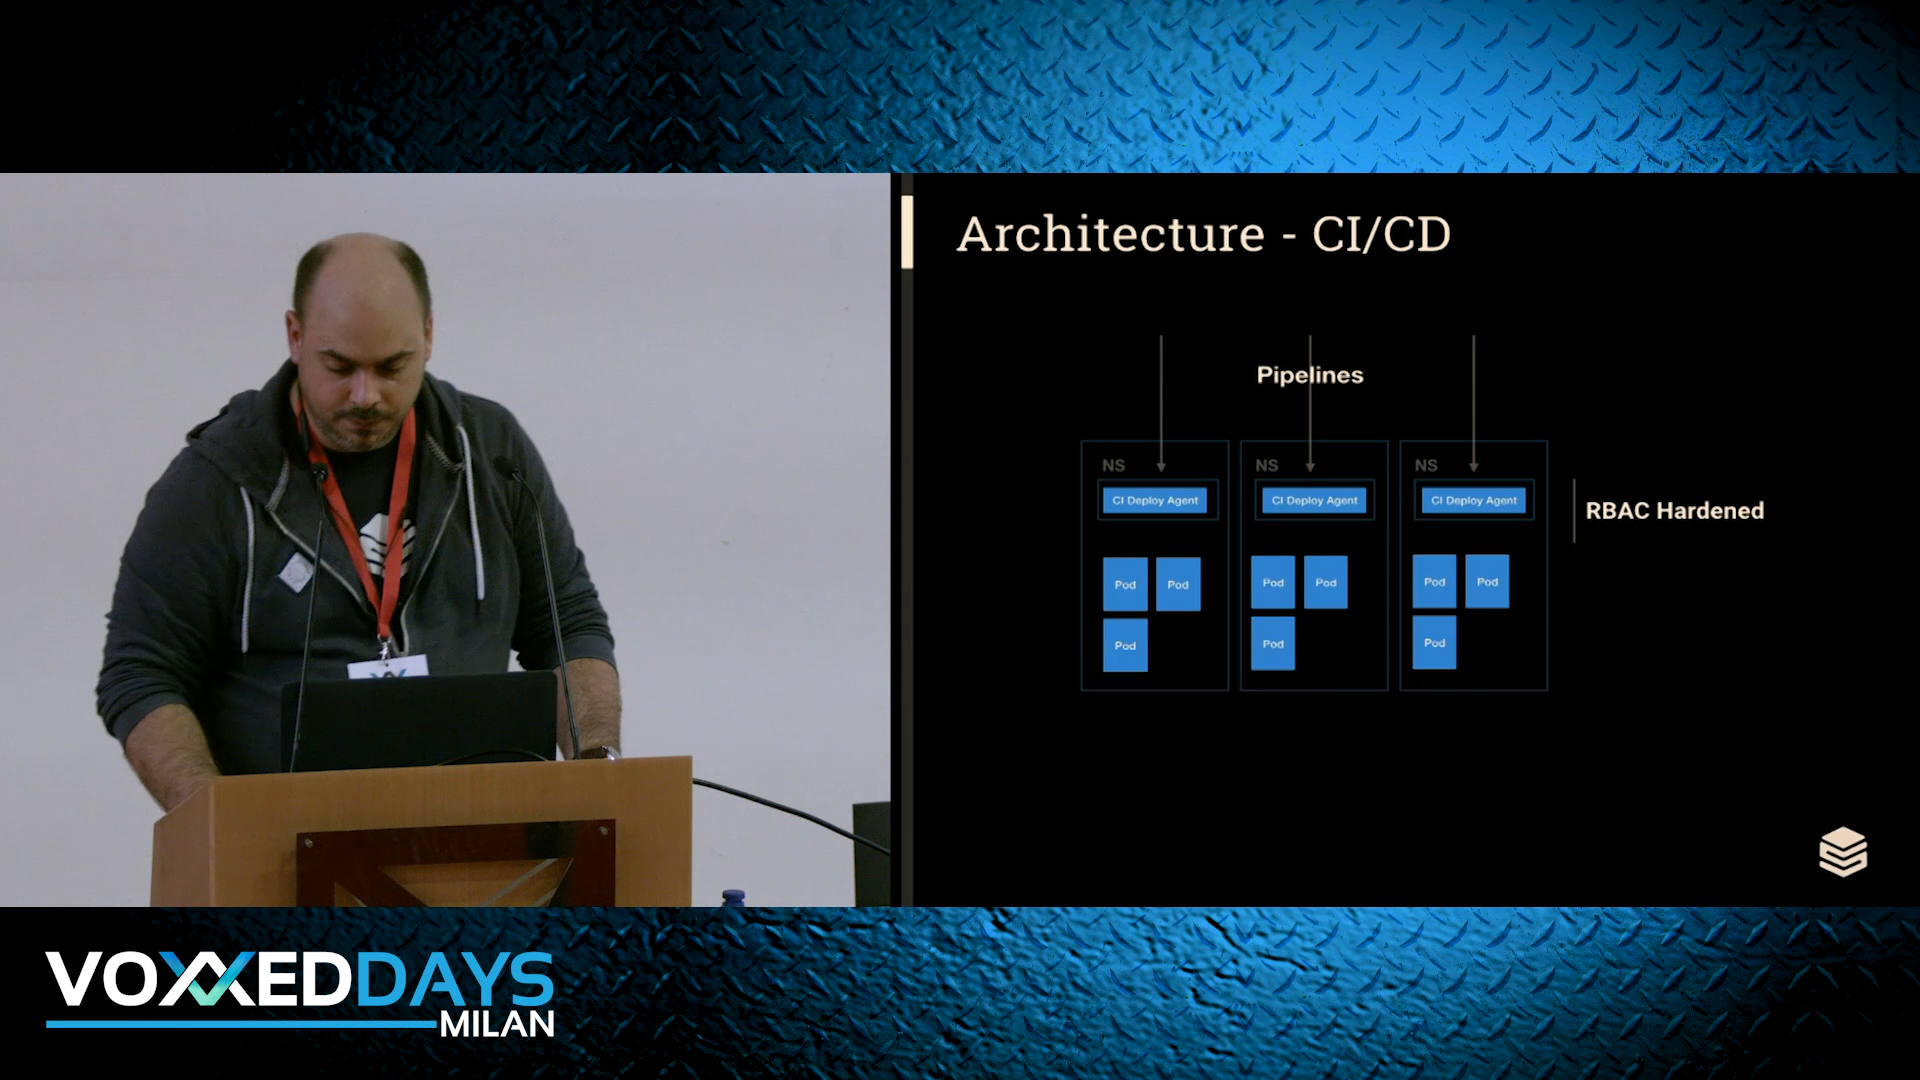 Architecture - CI/CD
Pipelines
NS
NS
NS
CI Deploy Agent
CI Deploy Agent
CI Deploy Agent
RBAC Hardened
Pod
Pod
Pod
Pod
Pod
Pod
Pod
Pod
Pod
VOXXEDDAYS
MILAN